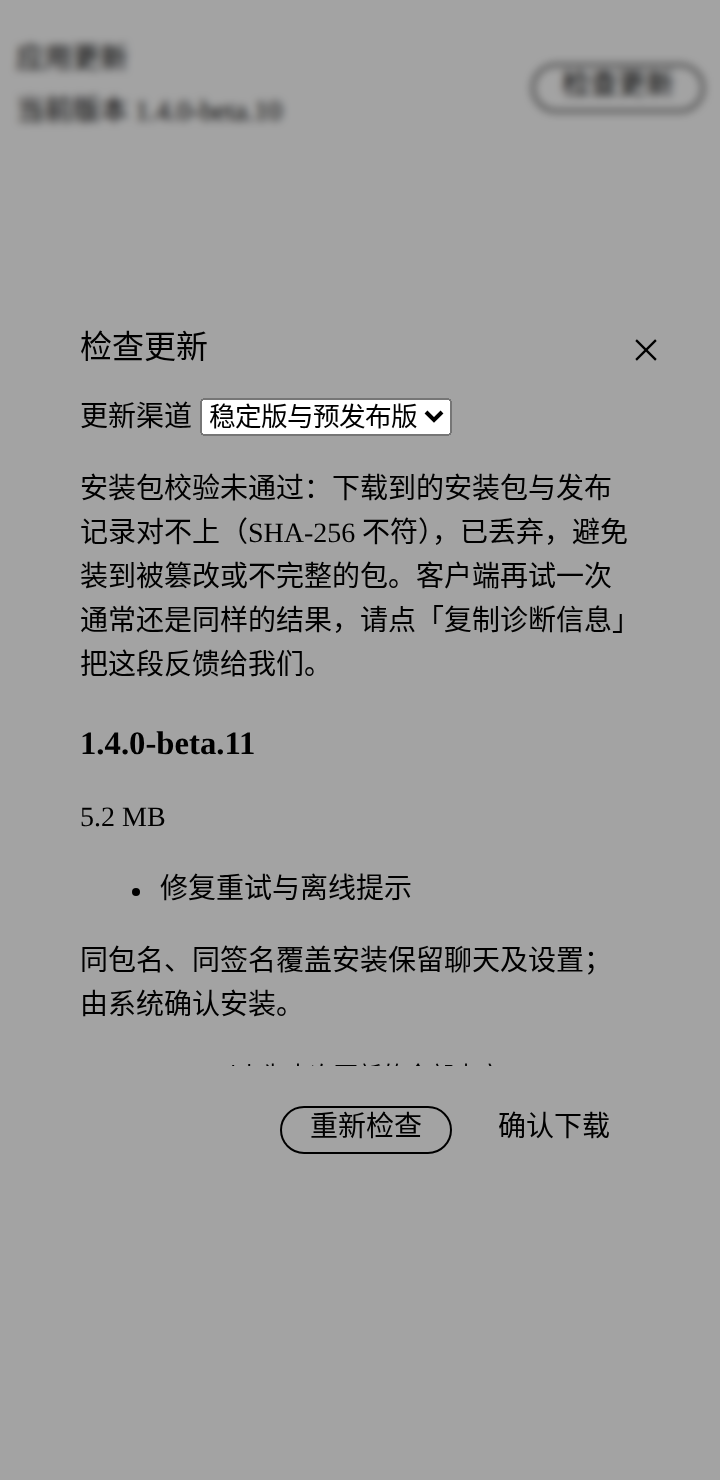 应用更新
检查更新
当前版本 1.4.0-beta.10
检查更新
更新渠道 稳定版与预发布版
安装包校验未通过：下载到的安装包与发布
记录对不上（SHA-256 不符），已丢弃，避免
装到被篡改或不完整的包。客户端再试一次
通常还是同样的结果，请点「复制诊断信息」
把这段反馈给我们。
1.4.0-beta.11
5.2 MB
• 修复重试与离线提示
同包名、同签名覆盖安装保留聊天及设置；
由系统确认安装。
重新检查 确认下载